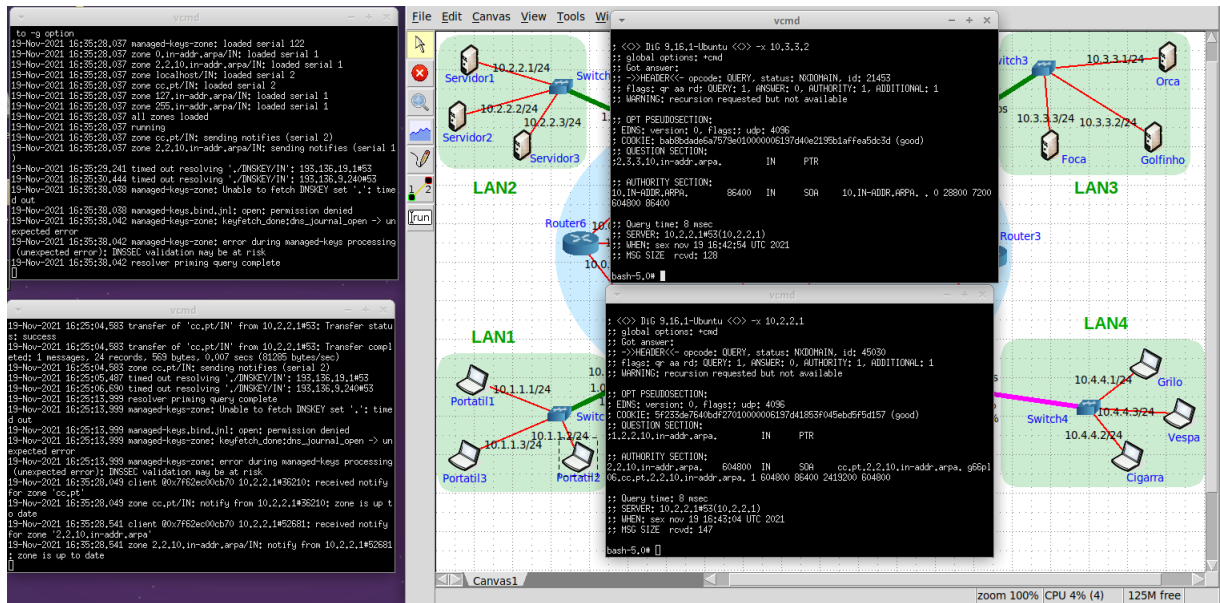 vcmd
to -g option
19-Nov-2021 16:35:28.037 managed-keys-zone: loaded serial 122
19-Nov-2021 16:35:28.037 zone 0.in-addr.arpa/IN: loaded serial 1
19-Nov-2021 16:35:28.037 zone 2.2.10.in-addr.arpa/IN: loaded serial 1
19-Nov-2021 16:35:28.037 zone localhost/IN: loaded serial 2
19-Nov-2021 16:35:28.037 zone cc.pt/IN: loaded serial 2
19-Nov-2021 16:35:28.037 zone 127.in-addr.arpa/IN: loaded serial 1
19-Nov-2021 16:35:28.037 zone 255.in-addr.arpa/IN: loaded serial 1
19-Nov-2021 16:35:28.037 all zones loaded
19-Nov-2021 16:35:28.037 running
19-Nov-2021 16:35:28.037 zone cc.pt/IN: sending notifies (serial 2)
19-Nov-2021 16:35:28.037 zone 2.2.10.in-addr.arpa/IN: sending notifies (serial 1
)
19-Nov-2021 16:35:29.241 timed out resolving './DNSKEY/IN': 193.136.19.1#53
19-Nov-2021 16:35:30.444 timed out resolving './DNSKEY/IN': 193.136.9.240#53
19-Nov-2021 16:35:38.038 managed-keys-zone: Unable to fetch DNSKEY set '.': time
d out
19-Nov-2021 16:35:38.038 managed-keys.bind.jnl: open: permission denied
19-Nov-2021 16:35:38.042 managed-keys-zone: keyfetch_done:dns_journal_open -> un
expected error
19-Nov-2021 16:35:38.042 managed-keys-zone: error during managed-keys processing
(unexpected error): DNSSEC validation may be at risk
19-Nov-2021 16:35:38.042 resolver priming query complete
vcmd
19-Nov-2021 16:25:04.583 transfer of 'cc.pt/IN' from 10.2.2.1#53: Transfer statu
s: success
19-Nov-2021 16:25:04.583 transfer of 'cc.pt/IN' from 10.2.2.1#53: Transfer compl
eted: 1 messages, 24 records, 569 bytes, 0.007 secs (81285 bytes/sec)
19-Nov-2021 16:25:04.583 zone cc.pt/IN: sending notifies (serial 2)
19-Nov-2021 16:25:05.487 timed out resolving './DNSKEY/IN': 193.136.19.1#53
19-Nov-2021 16:25:06.690 timed out resolving './DNSKEY/IN': 193.136.9.240#53
19-Nov-2021 16:25:13.999 resolver priming query complete
19-Nov-2021 16:25:13.999 managed-keys-zone: Unable to fetch DNSKEY set '.': time
d out
19-Nov-2021 16:25:13.999 managed-keys.bind.jnl: open: permission denied
19-Nov-2021 16:25:13.999 managed-keys-zone: keyfetch_done:dns_journal_open -> un
expected error
19-Nov-2021 16:25:13.999 managed-keys-zone: error during managed-keys processing
(unexpected error): DNSSEC validation may be at risk
19-Nov-2021 16:35:28.049 client @0x7f62ec00cb70 10.2.2.1#36210: received notify
for zone 'cc.pt'
19-Nov-2021 16:35:28.049 zone cc.pt/IN: notify from 10.2.2.1#36210: zone is up t
o date
19-Nov-2021 16:35:28.541 client @0x7f62ec00cb70 10.2.2.1#52681: received notify
for zone '2.2.10.in-addr.arpa'
19-Nov-2021 16:35:28.541 zone 2.2.10.in-addr.arpa/IN: notify from 10.2.2.1#52681
: zone is up to date
File Edit Canvas View Tools Wi
run
Servidor1
10.2.2.1/24
Switch
10.2.2.2/24
10.2.2.3/24
Servidor2
Servidor3
LAN2
Router6
LAN1
Portatil1
10.1.1.1/24
Switc
10.1.1.2/24
10.1.1.3/24
Portatil3
Portatil2
vcmd
; <<>> DiG 9.16.1-Ubuntu <<>> -x 10.3.3.2
;; global options: +cmd
;; Got answer:
;; ->>HEADER<<- opcode: QUERY, status: NXDOMAIN, id: 21453
;; flags: qr aa rd; QUERY: 1, ANSWER: 0, AUTHORITY: 1, ADDITIONAL: 1
;; WARNING: recursion requested but not available
;; OPT PSEUDOSECTION:
; EDNS: version: 0, flags:; udp: 4096
; COOKIE: bab8bdade6a7579e010000006197d40e2195b1affea5dc3d (good)
;; QUESTION SECTION:
;2.3.3.10.in-addr.arpa. IN PTR
;; AUTHORITY SECTION:
10.IN-ADDR.ARPA. 86400 IN SOA 10.IN-ADDR.ARPA. . 0 28800 7200
604800 86400
;; Query time: 8 msec
;; SERVER: 10.2.2.1#53(10.2.2.1)
;; WHEN: sex nov 19 16:42:54 UTC 2021
;; MSG SIZE rcvd: 128
bash-5.0#
vcmd
; <<>> DiG 9.16.1-Ubuntu <<>> -x 10.2.2.1
;; global options: +cmd
;; Got answer:
;; ->>HEADER<<- opcode: QUERY, status: NXDOMAIN, id: 45030
;; flags: qr aa rd; QUERY: 1, ANSWER: 0, AUTHORITY: 1, ADDITIONAL: 1
;; WARNING: recursion requested but not available
;; OPT PSEUDOSECTION:
; EDNS: version: 0, flags:; udp: 4096
; COOKIE: 5f233de7640bdf27010000006197d41853f045ebd5f5d157 (good)
;; QUESTION SECTION:
;1.2.2.10.in-addr.arpa. IN PTR
;; AUTHORITY SECTION:
2.2.10.in-addr.arpa. 604800 IN SOA cc.pt.2.2.10.in-addr.arpa. g66pl
06.cc.pt.2.2.10.in-addr.arpa. 1 604800 86400 2419200 604800
;; Query time: 8 msec
;; SERVER: 10.2.2.1#53(10.2.2.1)
;; WHEN: sex nov 19 16:43:04 UTC 2021
;; MSG SIZE rcvd: 147
bash-5.0#
witch3
10.3.3.1/24
Orca
10.3.3.3/24
10.3.3.2/24
Foca
Golfinho
LAN3
Router3
LAN4
10.4.4.1/24
Grilo
Switch4
10.4.4.3/24
10.4.4.2/24
Vespa
Cigarra
Canvas1
zoom 100% CPU 4% (4) 125M free